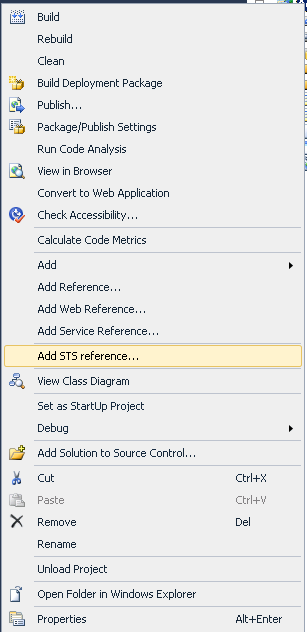 Build
Rebuild
Clean
Build Deployment Package
Publish...
Package/Publish Settings
Run Code Analysis
View in Browser
Convert to Web Application
Check Accessibility...
Calculate Code Metrics
Add
Add Reference...
Add Web Reference...
Add Service Reference...
Add STS reference...
View Class Diagram
Set as StartUp Project
Debug
Add Solution to Source Control...
Cut Ctrl+X
Paste Ctrl+V
Remove Del
Rename
Unload Project
Open Folder in Windows Explorer
Properties Alt+Enter